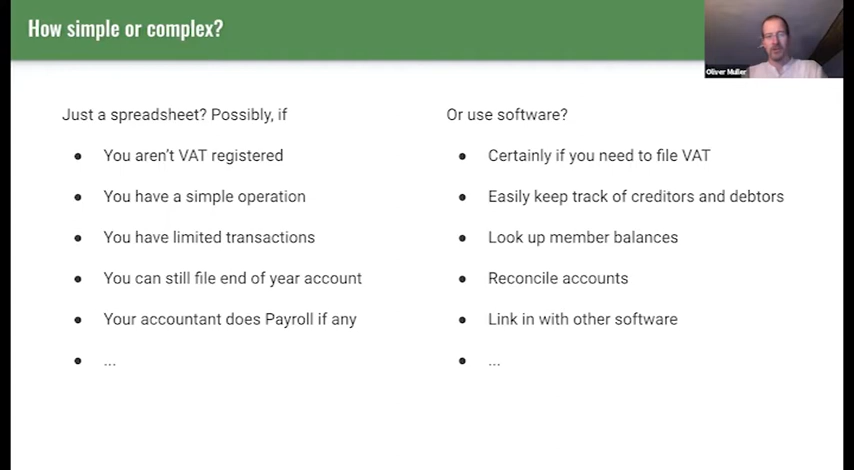 How simple or complex?
Oliver Muller
Just a spreadsheet? Possibly, if
● You aren't VAT registered
● You have a simple operation
● You have limited transactions
● You can still file end of year account
● Your accountant does Payroll if any
● ...
Or use software?
● Certainly if you need to file VAT
● Easily keep track of creditors and debtors
● Look up member balances
● Reconcile accounts
● Link in with other software
● ...